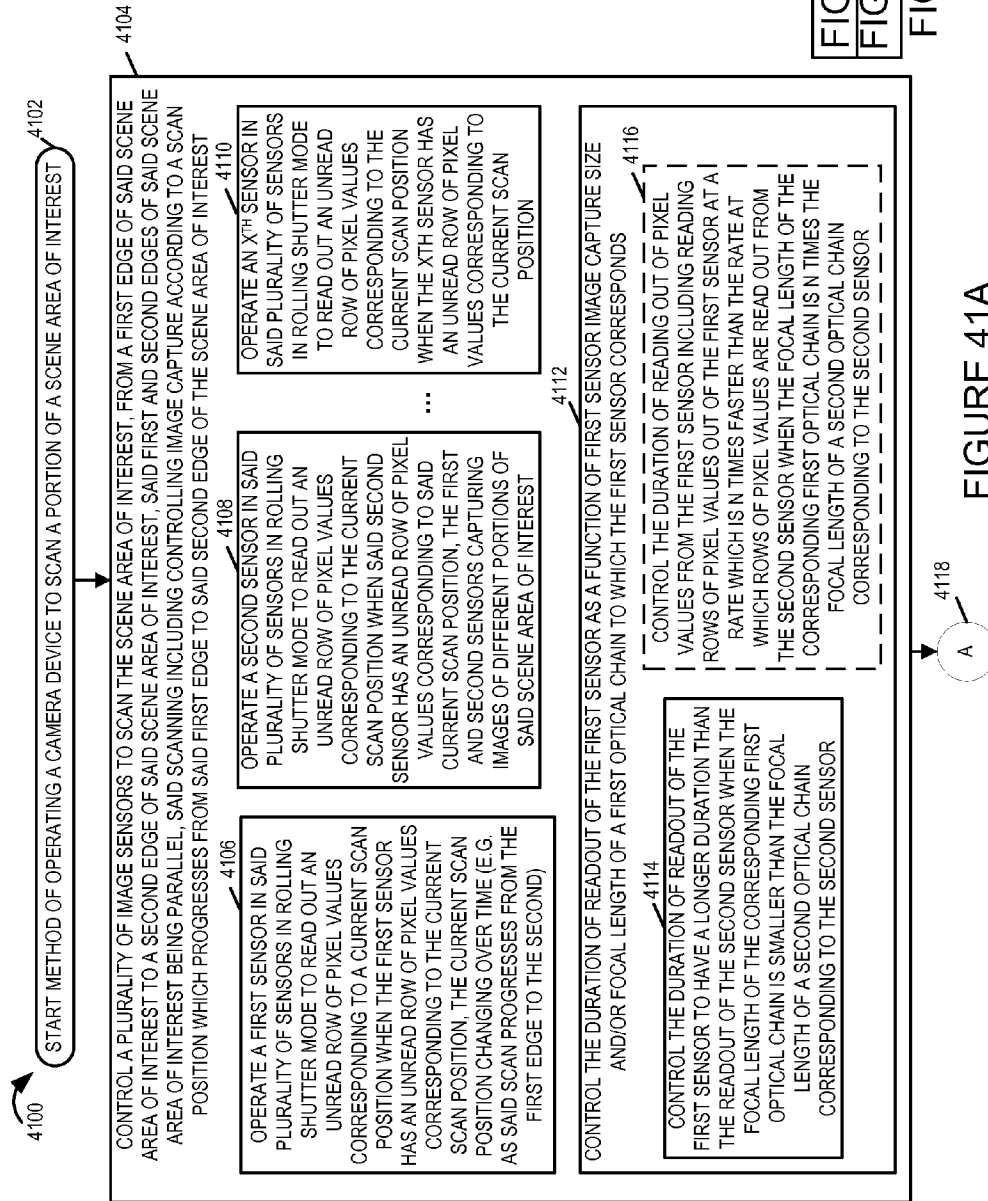 4100
START METHOD OF OPERATING A CAMERA DEVICE TO SCAN A PORTION OF A SCENE AREA OF INTEREST
4102
4104
CONTROL A PLURALITY OF IMAGE SENSORS TO SCAN THE SCENE AREA OF INTEREST, FROM A FIRST EDGE OF SAID SCENE
AREA OF INTEREST TO A SECOND EDGE OF SAID SCENE AREA OF INTEREST, SAID FIRST AND SECOND EDGES OF SAID SCENE
AREA OF INTEREST BEING PARALLEL, SAID SCANNING INCLUDING CONTROLLING IMAGE CAPTURE ACCORDING TO A SCAN
POSITION WHICH PROGRESSES FROM SAID FIRST EDGE TO SAID SECOND EDGE OF THE SCENE AREA OF INTEREST
4106
OPERATE A FIRST SENSOR IN SAID
PLURALITY OF SENSORS IN ROLLING
SHUTTER MODE TO READ OUT AN
UNREAD ROW OF PIXEL VALUES
CORRESPONDING TO A CURRENT SCAN
POSITION WHEN THE FIRST SENSOR
HAS AN UNREAD ROW OF PIXEL VALUES
CORRESPONDING TO THE CURRENT
SCAN POSITION, THE CURRENT SCAN
POSITION CHANGING OVER TIME (E.G.
AS SAID SCAN PROGRESSES FROM THE
FIRST EDGE TO THE SECOND)
4108
OPERATE A SECOND SENSOR IN SAID
PLURALITY OF SENSORS IN ROLLING
SHUTTER MODE TO READ OUT AN
UNREAD ROW OF PIXEL VALUES
CORRESPONDING TO THE CURRENT
SCAN POSITION WHEN SAID SECOND
SENSOR HAS AN UNREAD ROW OF PIXEL
VALUES CORRESPONDING TO SAID
CURRENT SCAN POSITION, THE FIRST
AND SECOND SENSORS CAPTURING
IMAGES OF DIFFERENT PORTIONS OF
SAID SCENE AREA OF INTEREST
...
4110
OPERATE AN XTH SENSOR IN
SAID PLURALITY OF SENSORS
IN ROLLING SHUTTER MODE
TO READ OUT AN UNREAD
ROW OF PIXEL VALUES
CORRESPONDING TO THE
CURRENT SCAN POSITION
WHEN THE XTH SENSOR HAS
AN UNREAD ROW OF PIXEL
VALUES CORRESPONDING TO
THE CURRENT SCAN
POSITION
4112
CONTROL THE DURATION OF READOUT OF THE FIRST SENSOR AS A FUNCTION OF FIRST SENSOR IMAGE CAPTURE SIZE
AND/OR FOCAL LENGTH OF A FIRST OPTICAL CHAIN TO WHICH THE FIRST SENSOR CORRESPONDS
4114
CONTROL THE DURATION OF READOUT OF THE
FIRST SENSOR TO HAVE A LONGER DURATION THAN
THE READOUT OF THE SECOND SENSOR WHEN THE
FOCAL LENGTH OF THE CORRESPONDING FIRST
OPTICAL CHAIN IS SMALLER THAN THE FOCAL
LENGTH OF A SECOND OPTICAL CHAIN
CORRESPONDING TO THE SECOND SENSOR
4116
CONTROL THE DURATION OF READING OUT OF PIXEL
VALUES FROM THE FIRST SENSOR INCLUDING READING
ROWS OF PIXEL VALUES OUT OF THE FIRST SENSOR AT A
RATE WHICH IS N TIMES FASTER THAN THE RATE AT
WHICH ROWS OF PIXEL VALUES ARE READ OUT FROM
THE SECOND SENSOR WHEN THE FOCAL LENGTH OF THE
CORRESPONDING FIRST OPTICAL CHAIN IS N TIMES THE
FOCAL LENGTH OF A SECOND OPTICAL CHAIN
CORRESPONDING TO THE SECOND SENSOR
A
4118
FIGURE 41A
FIG
FIG
FIG